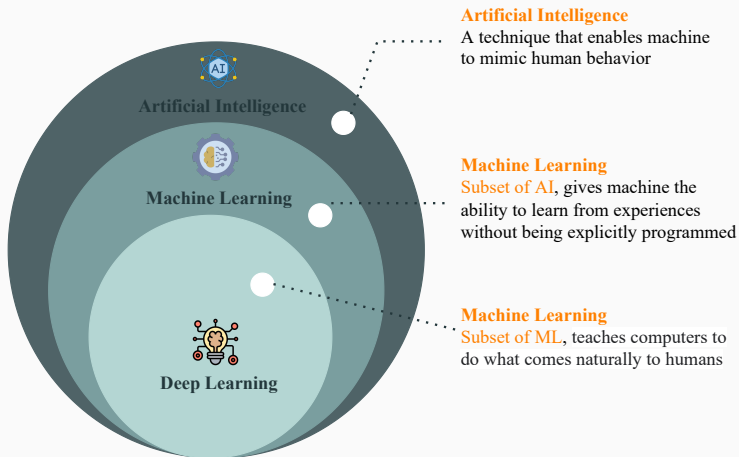 AI
Artificial Intelligence
Machine Learning
Deep Learning
Artificial Intelligence
A technique that enables machine
to mimic human behavior
Machine Learning
Subset of AI, gives machine the
ability to learn from experiences
without being explicitly programmed
Machine Learning
Subset of ML, teaches computers to
do what comes naturally to humans